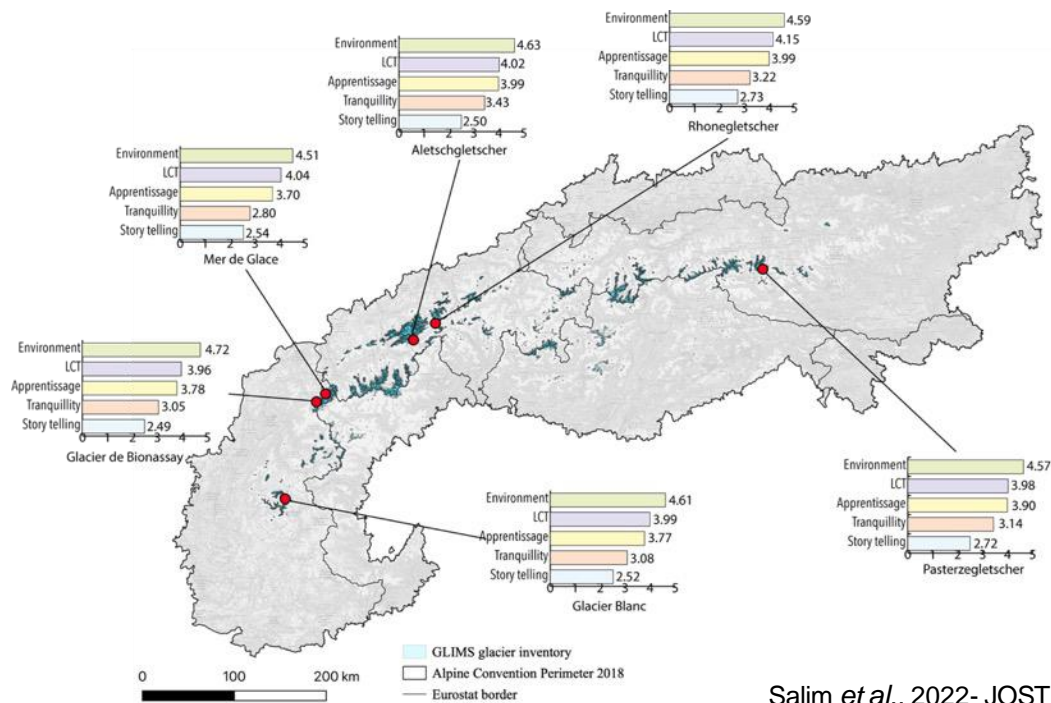 Environment 4.59
LCT 4.15
Apprentissage 3.99
Tranquillity 3.22
Story telling 2.73
0 1 2 3 4 5
Rhonegletscher
Environment 4.63
LCT 4.02
Apprentissage 3.99
Tranquillity 3.43
Story telling 2.50
0 1 2 3 4 5
Aletschgletscher
Environment 4.51
LCT 4.04
Apprentissage 3.70
Tranquillity 2.80
Story telling 2.54
0 1 2 3 4 5
Mer de Glace
Environment 4.72
LCT 3.96
Apprentissage 3.78
Tranquillity 3.05
Story telling 2.49
0 1 2 3 4 5
Glacier de Bionassay
Environment 4.57
LCT 3.98
Apprentissage 3.90
Tranquillity 3.14
Story telling 2.72
0 1 2 3 4 5
Pasterzegletscher
Environment 4.61
LCT 3.99
Apprentissage 3.77
Tranquillity 3.08
Story telling 2.52
0 1 2 3 4 5
Glacier Blanc
GLIMS glacier inventory
Alpine Convention Perimeter 2018
Eurostat border
0 100 200 km
Salim et al., 2022- JOST